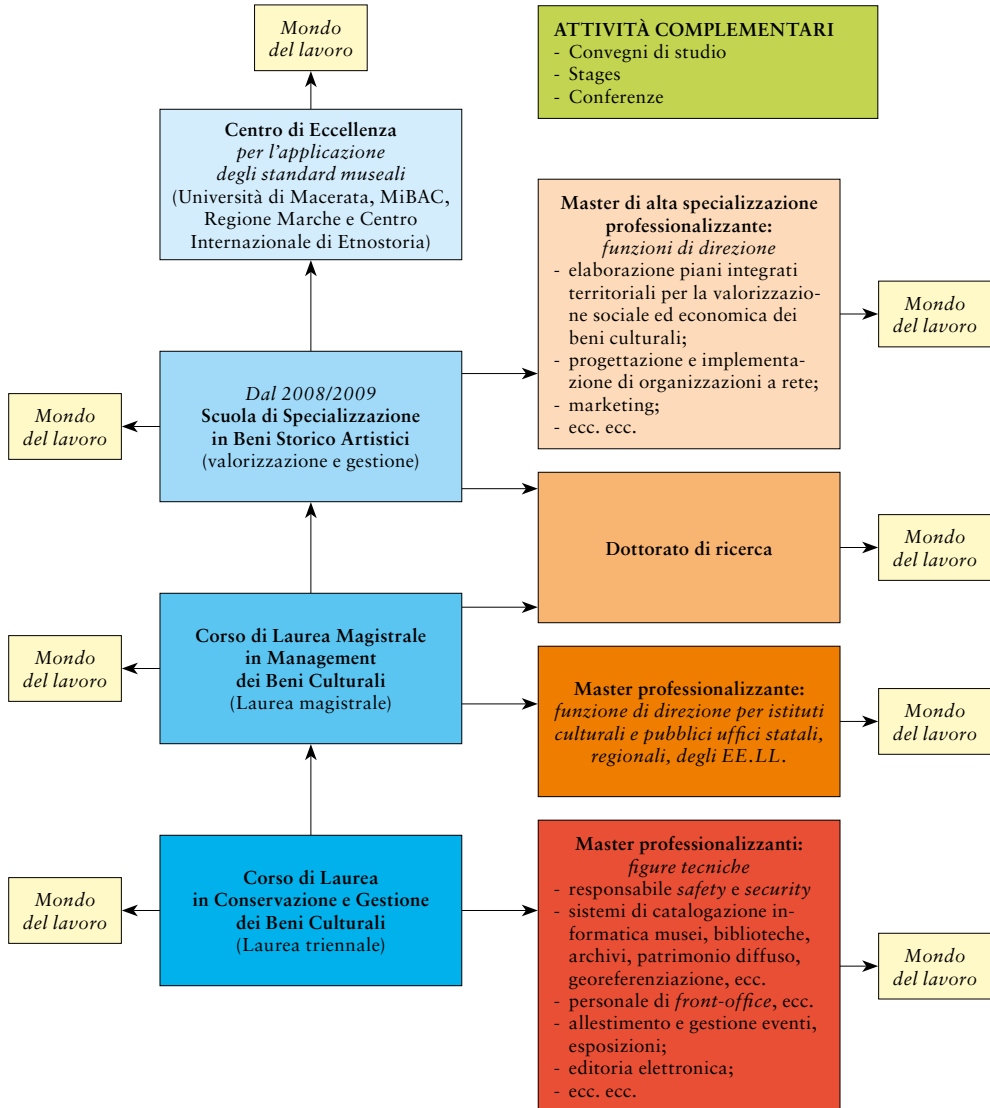 Mondo
del lavoro
ATTIVITÀ COMPLEMENTARI
- Convegni di studio
- Stages
- Conferenze
Centro di Eccellenza
per l'applicazione
degli standard museali
(Università di Macerata, MiBAC,
Regione Marche e Centro
Internazionale di Etnostoria)
Master di alta specializzazione
professionalizzante:
funzioni di direzione
- elaborazione piani integrati
territoriali per la valorizzazio-
ne sociale ed economica dei
beni culturali;
- progettazione e implementa-
zione di organizzazioni a rete;
- marketing;
- ecc. ecc.
Mondo
del lavoro
Mondo
del lavoro
Dal 2008/2009
Scuola di Specializzazione
in Beni Storico Artistici
(valorizzazione e gestione)
Dottorato di ricerca
Mondo
del lavoro
Mondo
del lavoro
Corso di Laurea Magistrale
in Management
dei Beni Culturali
(Laurea magistrale)
Master professionalizzante:
funzione di direzione per istituti
culturali e pubblici uffici statali,
regionali, degli EE.LL.
Mondo
del lavoro
Mondo
del lavoro
Corso di Laurea
in Conservazione e Gestione
dei Beni Culturali
(Laurea triennale)
Master professionalizzanti:
figure tecniche
- responsabile safety e security
- sistemi di catalogazione in-
formatica musei, biblioteche,
archivi, patrimonio diffuso,
georeferenziazione, ecc.
- personale di front-office, ecc.
- allestimento e gestione eventi,
esposizioni;
- editoria elettronica;
- ecc. ecc.
Mondo
del lavoro